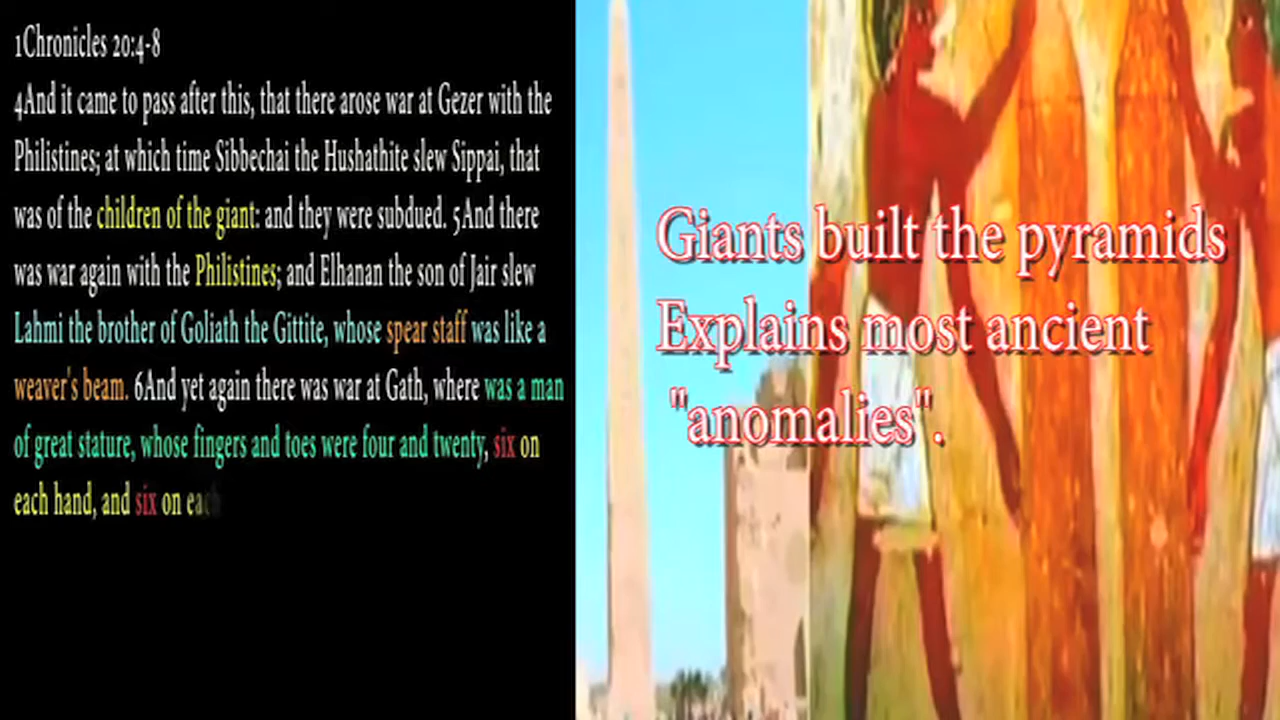 1Chronicles 20:4-8
4And it came to pass after this, that there arose war at Gezer with the
Philistines; at which time Sibbechai the Hushathite slew Sippai, that
was of the children of the giant: and they were subdued. 5And there
was war again with the Philistines; and Elhanan the son of Jair slew
Lahmi the brother of Goliath the Gittite, whose spear staff was like a
weaver's beam. 6And yet again there was war at Gath, where was a man
of great stature, whose fingers and toes were four and twenty, six on
each hand, and six on each
Giants built the pyramids
Explains most ancient
"anomalies".